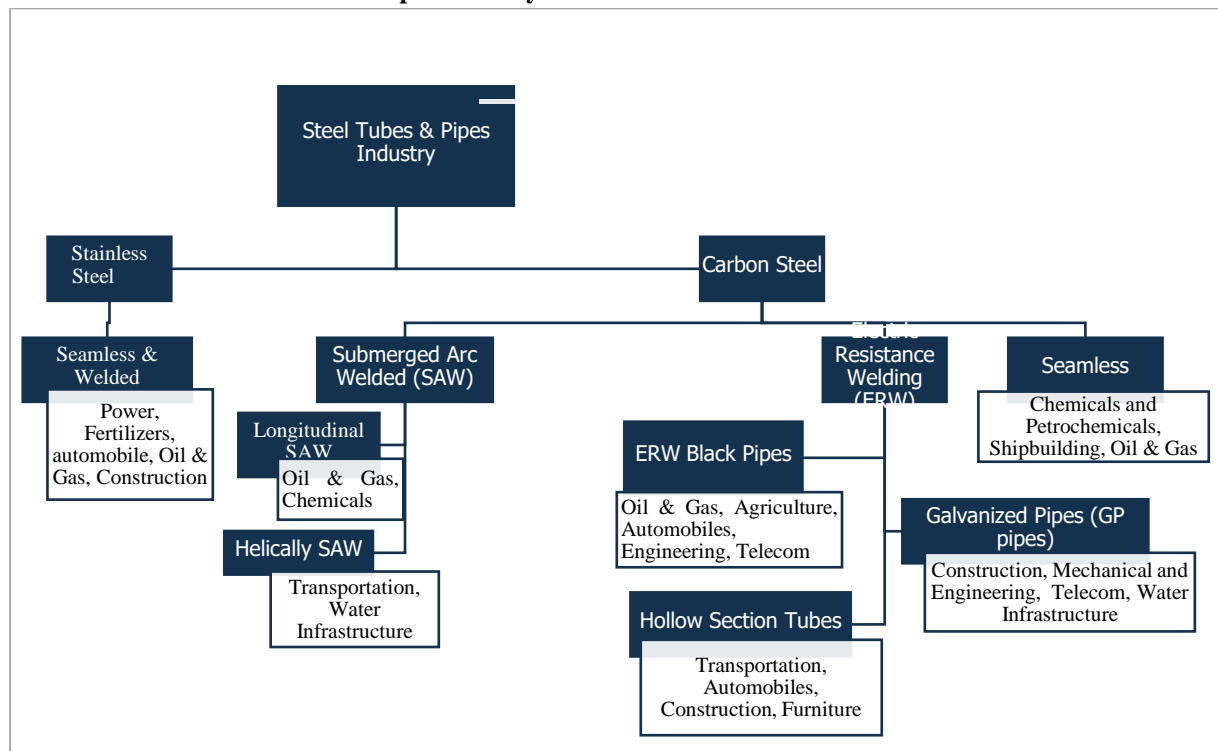 Steel Tubes & Pipes
Industry
Stainless
Steel
Carbon Steel
Seamless &
Welded
Power,
Fertilizers,
automobile, Oil &
Gas, Construction
Submerged Arc
Welded (SAW)
Longitudinal
SAW
Oil & Gas,
Chemicals
Helically SAW
Transportation,
Water
Infrastructure
Electric
Resistance
Welding
(ERW)
ERW Black Pipes
Oil & Gas, Agriculture,
Automobiles,
Engineering, Telecom
Galvanized Pipes (GP
pipes)
Construction, Mechanical and
Engineering, Telecom, Water
Infrastructure
Hollow Section Tubes
Transportation,
Automobiles,
Construction, Furniture
Seamless
Chemicals and
Petrochemicals,
Shipbuilding, Oil & Gas